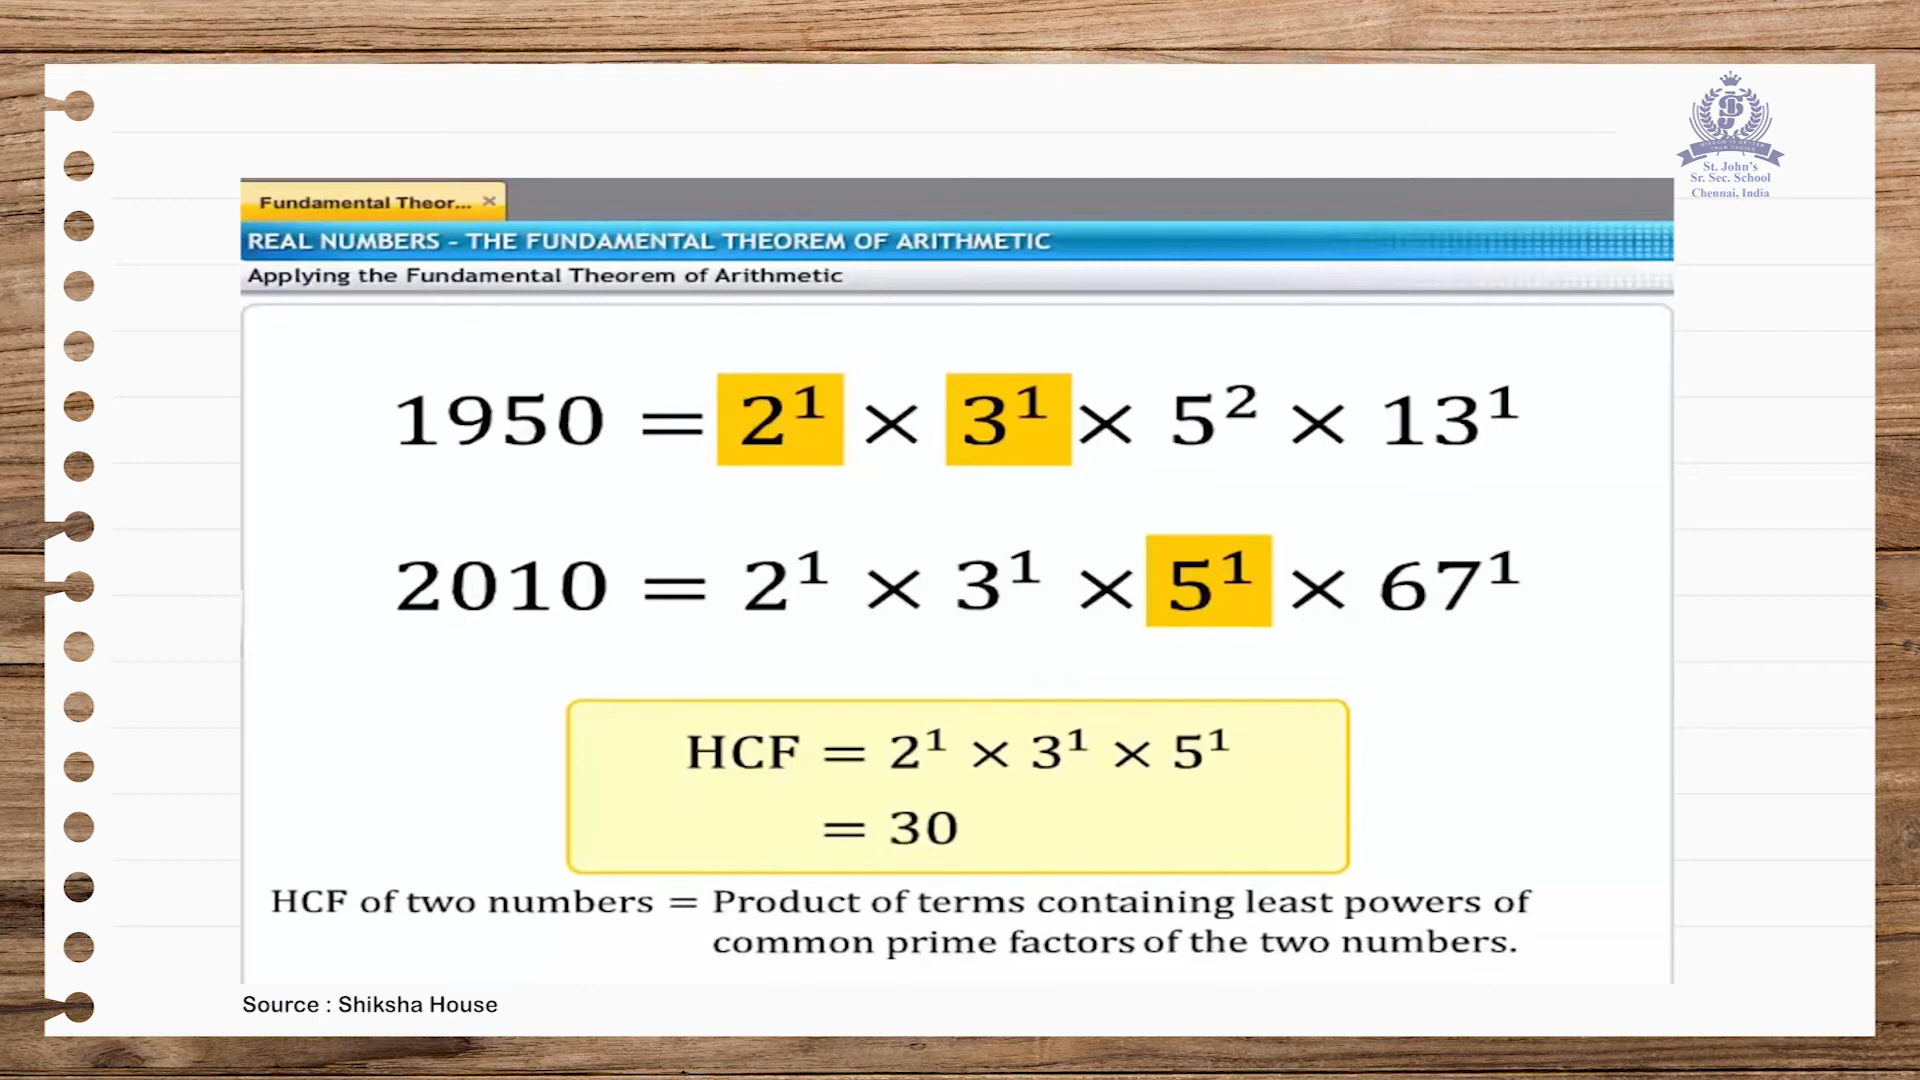 St. John's
Sr. Sec. School
Chennai, India
Fundamental Theor... ×
REAL NUMBERS - THE FUNDAMENTAL THEOREM OF ARITHMETIC
Applying the Fundamental Theorem of Arithmetic
1950 = 2¹ × 3¹ × 5² × 13¹
2010 = 2¹ × 3¹ × 5¹ × 67¹
HCF = 2¹ × 3¹ × 5¹
= 30
HCF of two numbers = Product of terms containing least powers of
common prime factors of the two numbers.
Source : Shiksha House